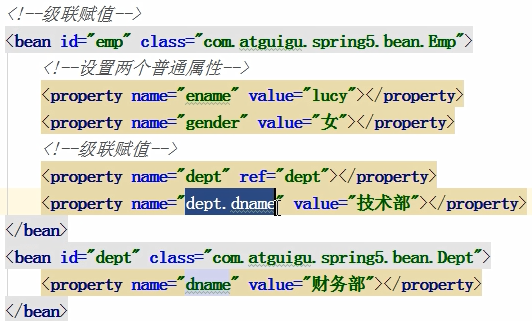 <!--级联赋值-->
<bean id="emp" class="com.atguigu.spring5.bean.Emp">
<!--设置两个普通属性-->
<property name="ename" value="lucy"></property>
<property name="gender" value="女"></property>
<!--级联赋值-->
<property name="dept" ref="dept"></property>
<property name="dept.dname" value="技术部"></property>
</bean>
<bean id="dept" class="com.atguigu.spring5.bean.Dept">
<property name="dname" value="财务部"></property>
</bean>